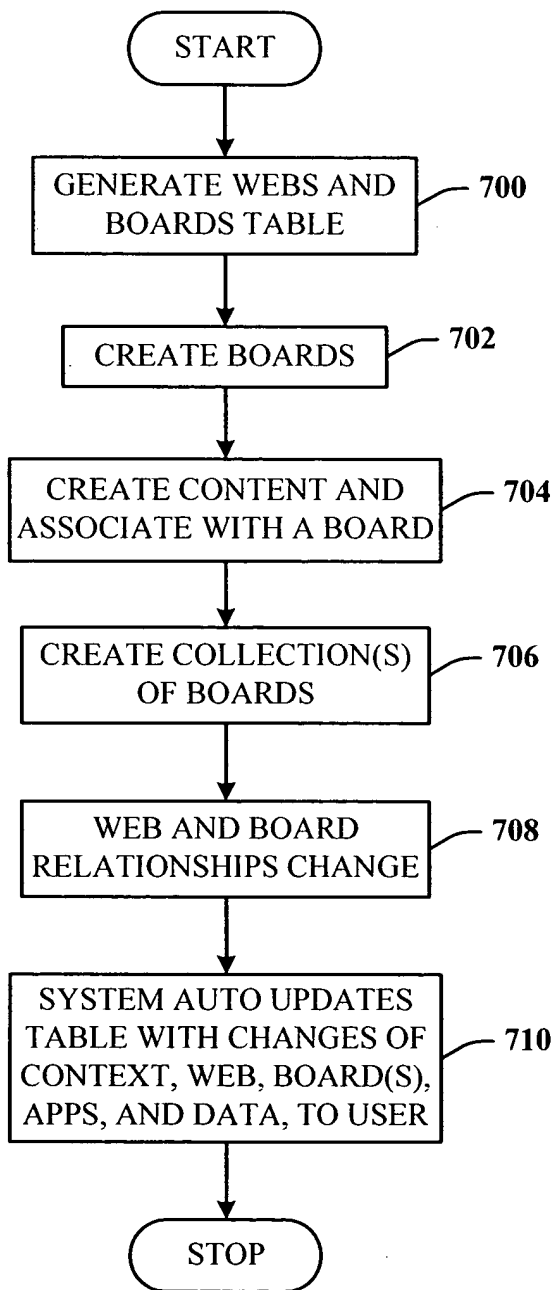 START
GENERATE WEBS AND
BOARDS TABLE
700
CREATE BOARDS
702
CREATE CONTENT AND
ASSOCIATE WITH A BOARD
704
CREATE COLLECTION(S)
OF BOARDS
706
WEB AND BOARD
RELATIONSHIPS CHANGE
708
SYSTEM AUTO UPDATES
TABLE WITH CHANGES OF
CONTEXT, WEB, BOARD(S),
APPS, AND DATA, TO USER
710
STOP